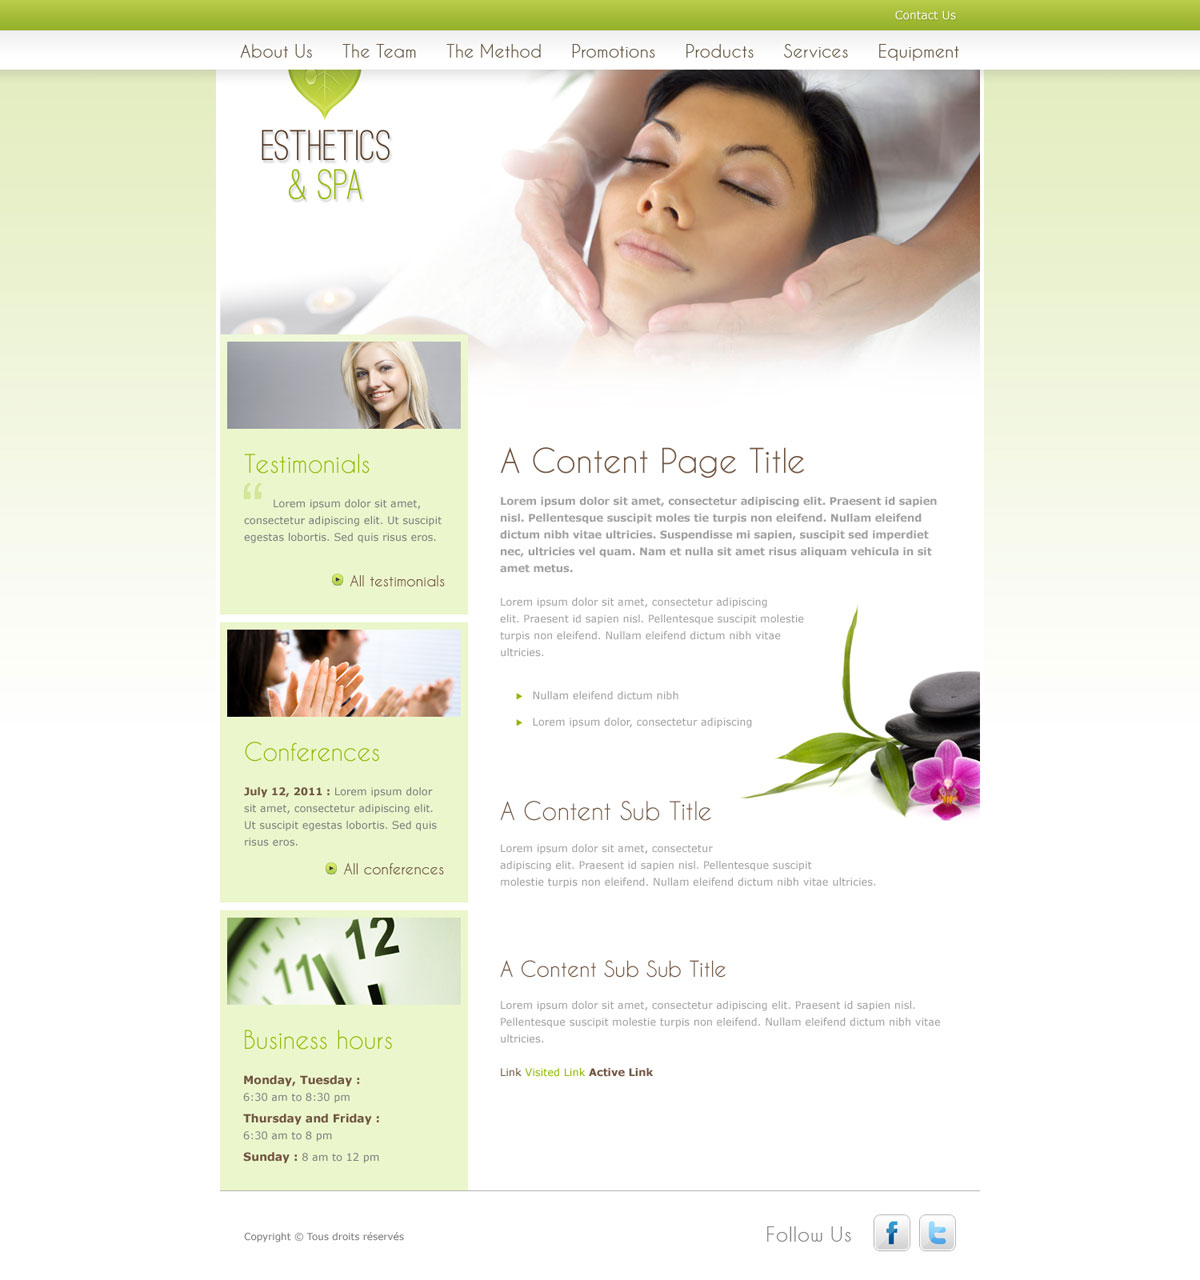 Contact Us
About Us The Team The Method Promotions Products Services Equipment
ESTHETICS
& SPA
Testimonials
“ Lorem ipsum dolor sit amet,
consectetur adipiscing elit. Ut suscipit
egestas lobortis. Sed quis risus eros.
All testimonials
Conferences
July 12, 2011 : Lorem ipsum dolor
sit amet, consectetur adipiscing elit.
Ut suscipit egestas lobortis. Sed quis
risus eros.
All conferences
12
11
Business hours
Monday, Tuesday :
6:30 am to 8:30 pm
Thursday and Friday :
6:30 am to 8 pm
Sunday : 8 am to 12 pm
A Content Page Title
Lorem ipsum dolor sit amet, consectetur adipiscing elit. Praesent id sapien
nisl. Pellentesque suscipit moles tie turpis non eleifend. Nullam eleifend
dictum nibh vitae ultricies. Suspendisse mi sapien, suscipit sed imperdiet
nec, ultricies vel quam. Nam et nulla sit amet risus aliquam vehicula in sit
amet metus.
Lorem ipsum dolor sit amet, consectetur adipiscing
elit. Praesent id sapien nisl. Pellentesque suscipit molestie
turpis non eleifend. Nullam eleifend dictum nibh vitae
ultricies.
Nullam eleifend dictum nibh
Lorem ipsum dolor, consectetur adipiscing
A Content Sub Title
Lorem ipsum dolor sit amet, consectetur
adipiscing elit. Praesent id sapien nisl. Pellentesque suscipit
molestie turpis non eleifend. Nullam eleifend dictum nibh vitae ultricies.
A Content Sub Sub Title
Lorem ipsum dolor sit amet, consectetur adipiscing elit. Praesent id sapien nisl.
Pellentesque suscipit molestie turpis non eleifend. Nullam eleifend dictum nibh vitae
ultricies.
Link Visited Link Active Link
Copyright © Tous droits réservés
Follow Us f t